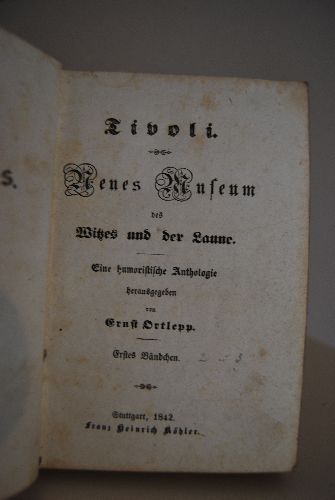 S.
Tivoli.
Neues Museum
des
Witzes und der Laune.
Eine humoristische Anthologie
herausgegeben
von
Ernst Ortlepp.
Erstes Bändchen.
Stuttgart, 1842.
Franz Heinrich Köhler.